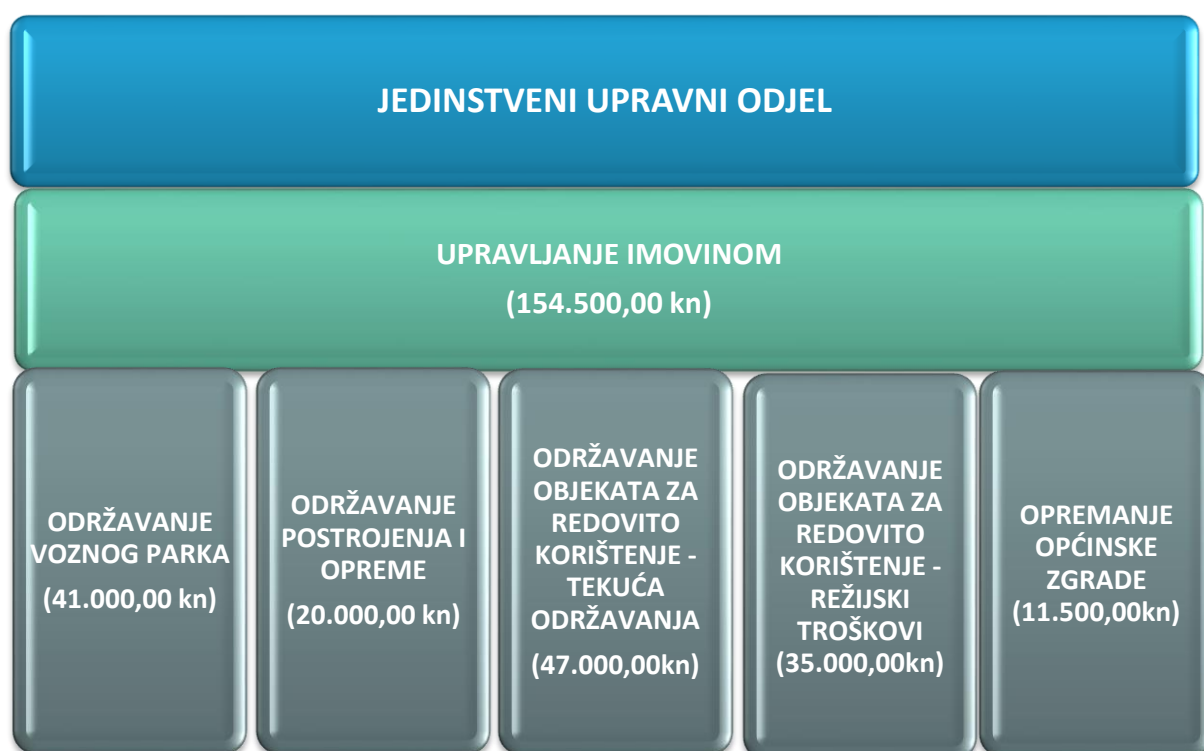 JEDINSTVENI UPRAVNI ODJEL
UPRAVLJANJE IMOVINOM
(154.500,00 kn)
ODRŽAVANJE
VOZNOG PARKA
(41.000,00 kn)
ODRŽAVANJE
POSTROJENJA I
OPREME
(20.000,00 kn)
ODRŽAVANJE
OBJEKATA ZA
REDOVITO
KORIŠTENJE -
TEKUĆA
ODRŽAVANJA
(47.000,00kn)
ODRŽAVANJE
OBJEKATA ZA
REDOVITO
KORIŠTENJE -
REŽIJSKI
TROŠKOVI
(35.000,00kn)
OPREMANJE
OPĆINSKE
ZGRADE
(11.500,00kn)